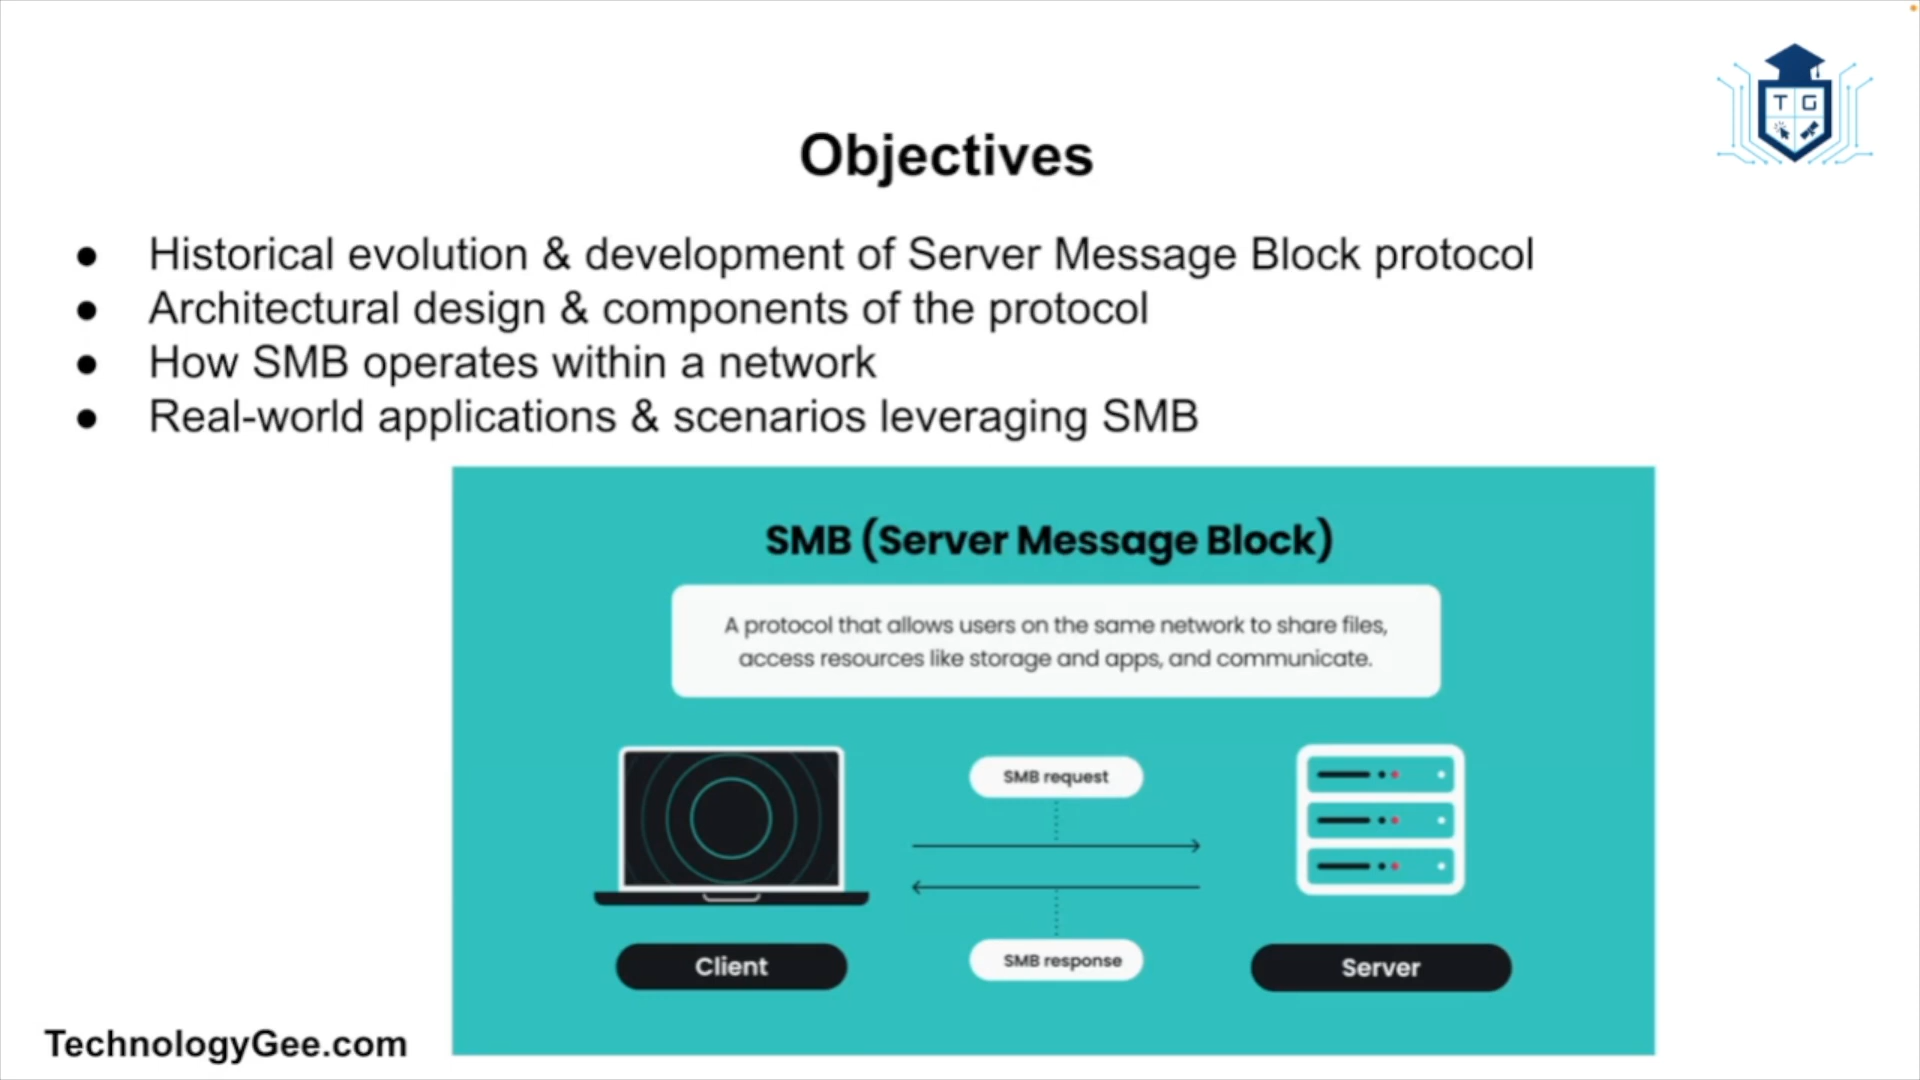 T G
Objectives
● Historical evolution & development of Server Message Block protocol
● Architectural design & components of the protocol
● How SMB operates within a network
● Real-world applications & scenarios leveraging SMB
SMB (Server Message Block)
A protocol that allows users on the same network to share files,
access resources like storage and apps, and communicate.
SMB request
SMB response
Client
Server
TechnologyGee.com